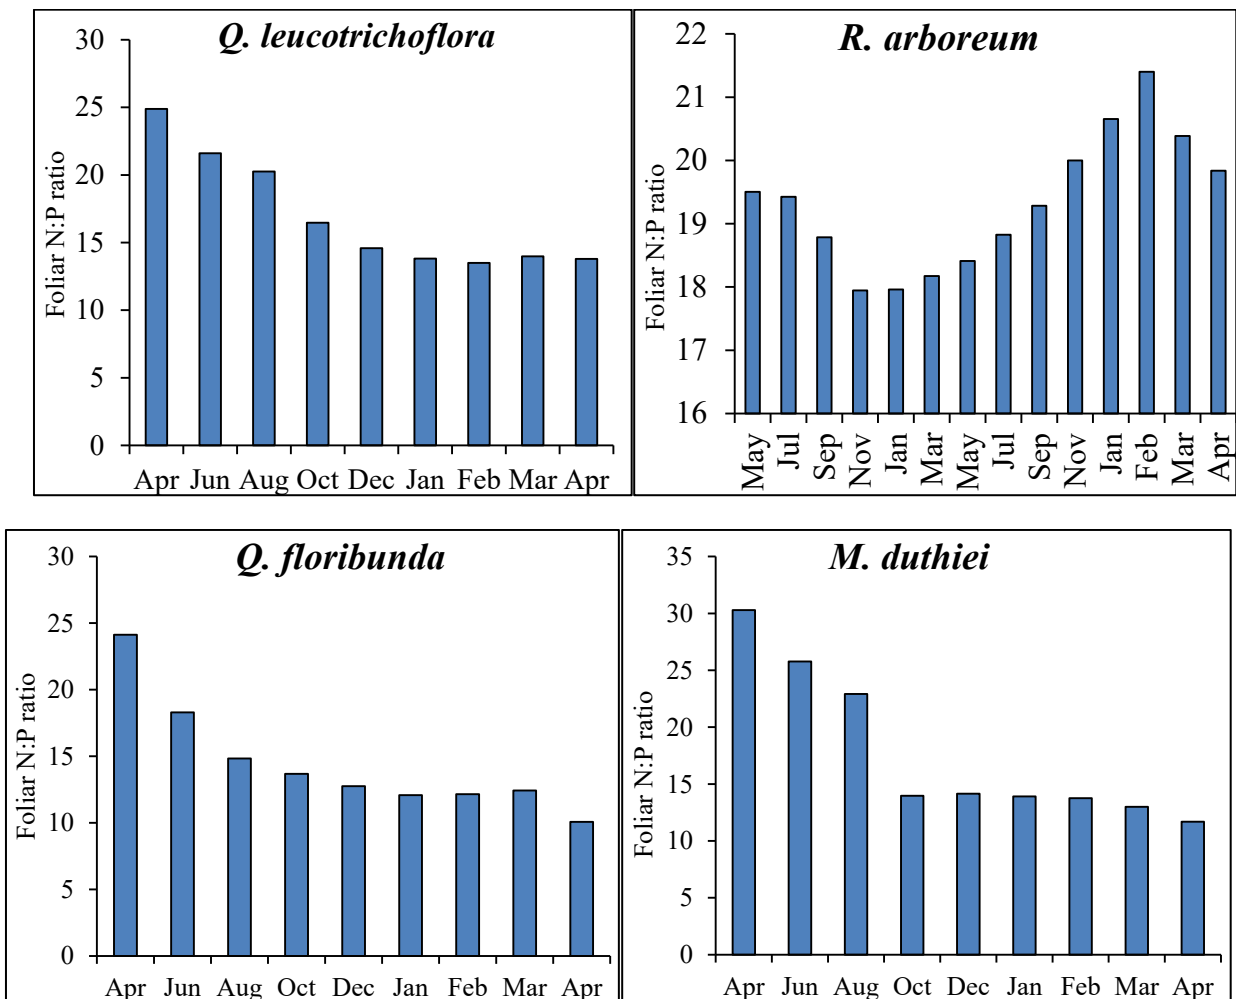 Q. leucotrichoflora
Foliar N:P ratio
30
25
20
15
10
5
0
Apr Jun Aug Oct Dec Jan Feb Mar Apr
R. arboreum
Foliar N:P ratio
22
21
20
19
18
17
16
May Jul Sep Nov Jan Mar May Jul Sep Nov Jan Feb Mar Apr
Q. floribunda
Foliar N:P ratio
30
25
20
15
10
5
0
Apr Jun Aug Oct Dec Jan Feb Mar Apr
M. duthiei
Foliar N:P ratio
35
30
25
20
15
10
5
0
Apr Jun Aug Oct Dec Jan Feb Mar Apr